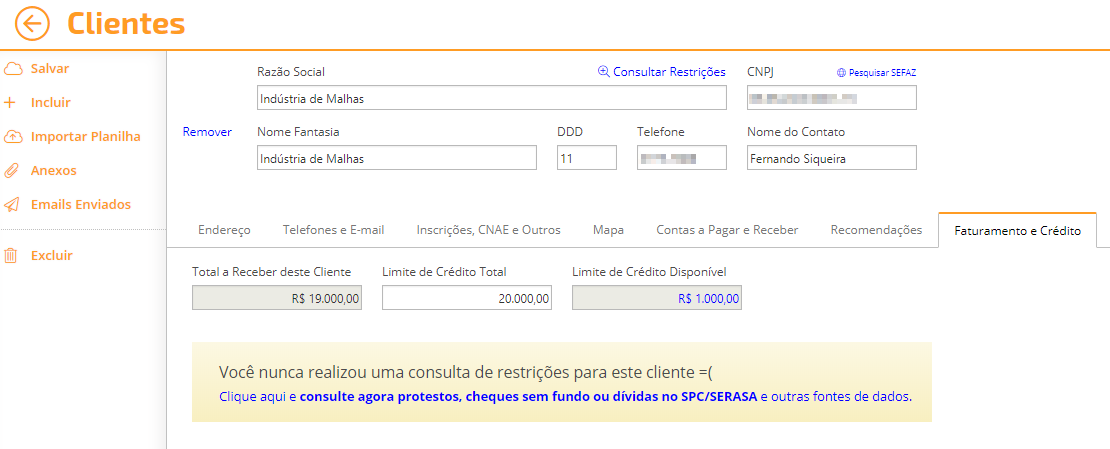 Clientes
Salvar
Incluir
Importar Planilha
Anexos
Emails Enviados
Excluir
Razão Social Consultar Restrições CNPJ Pesquisar SEFAZ
Indústria de Malhas
Remover Nome Fantasia DDD Telefone Nome do Contato
Indústria de Malhas 11 Fernando Siqueira
Endereço Telefones e E-mail Inscrições, CNAE e Outros Mapa Contas a Pagar e Receber Recomendações Faturamento e Crédito
Total a Receber deste Cliente Limite de Crédito Total Limite de Crédito Disponível
R$ 19.000,00 20.000,00 R$ 1.000,00
Você nunca realizou uma consulta de restrições para este cliente =(
Clique aqui e consulte agora protestos, cheques sem fundo ou dívidas no SPC/SERASA e outras fontes de dados.